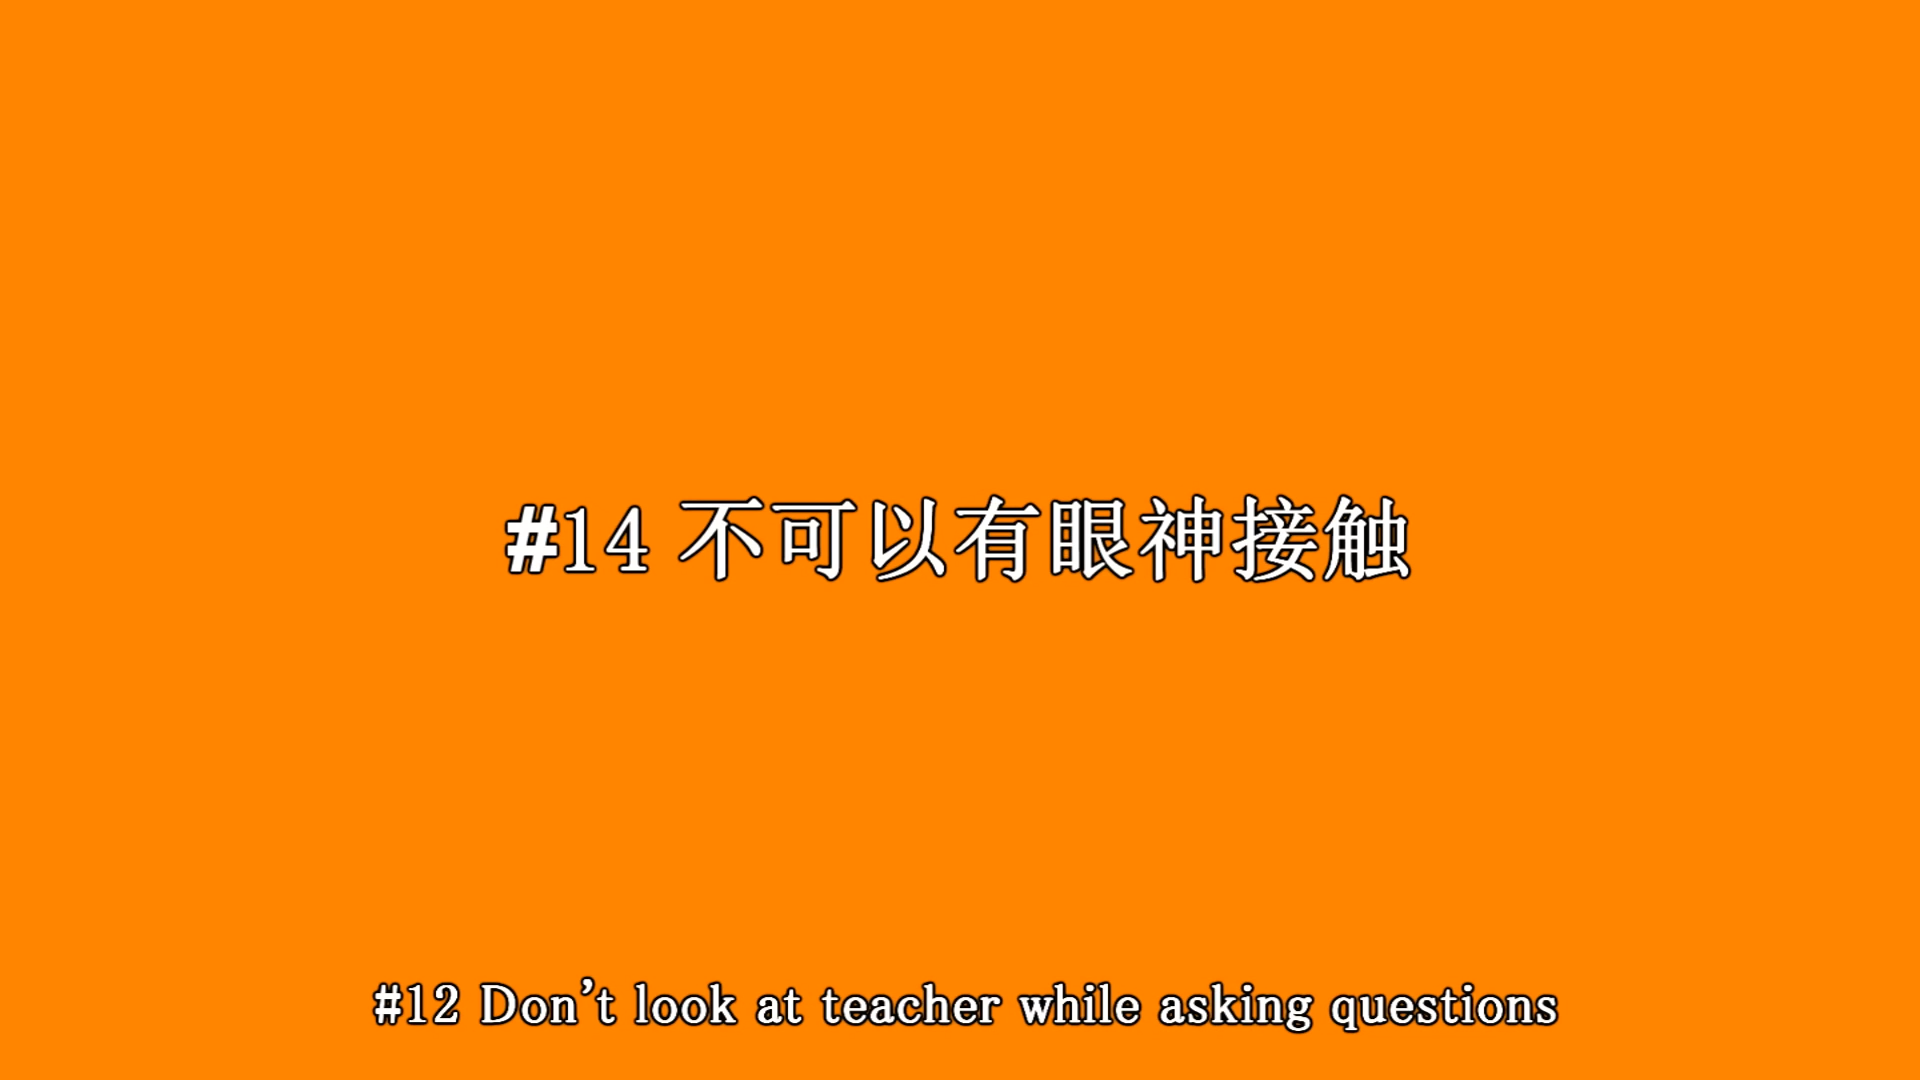 #14 不可以有眼神接触
#12 Don't look at teacher while asking questions